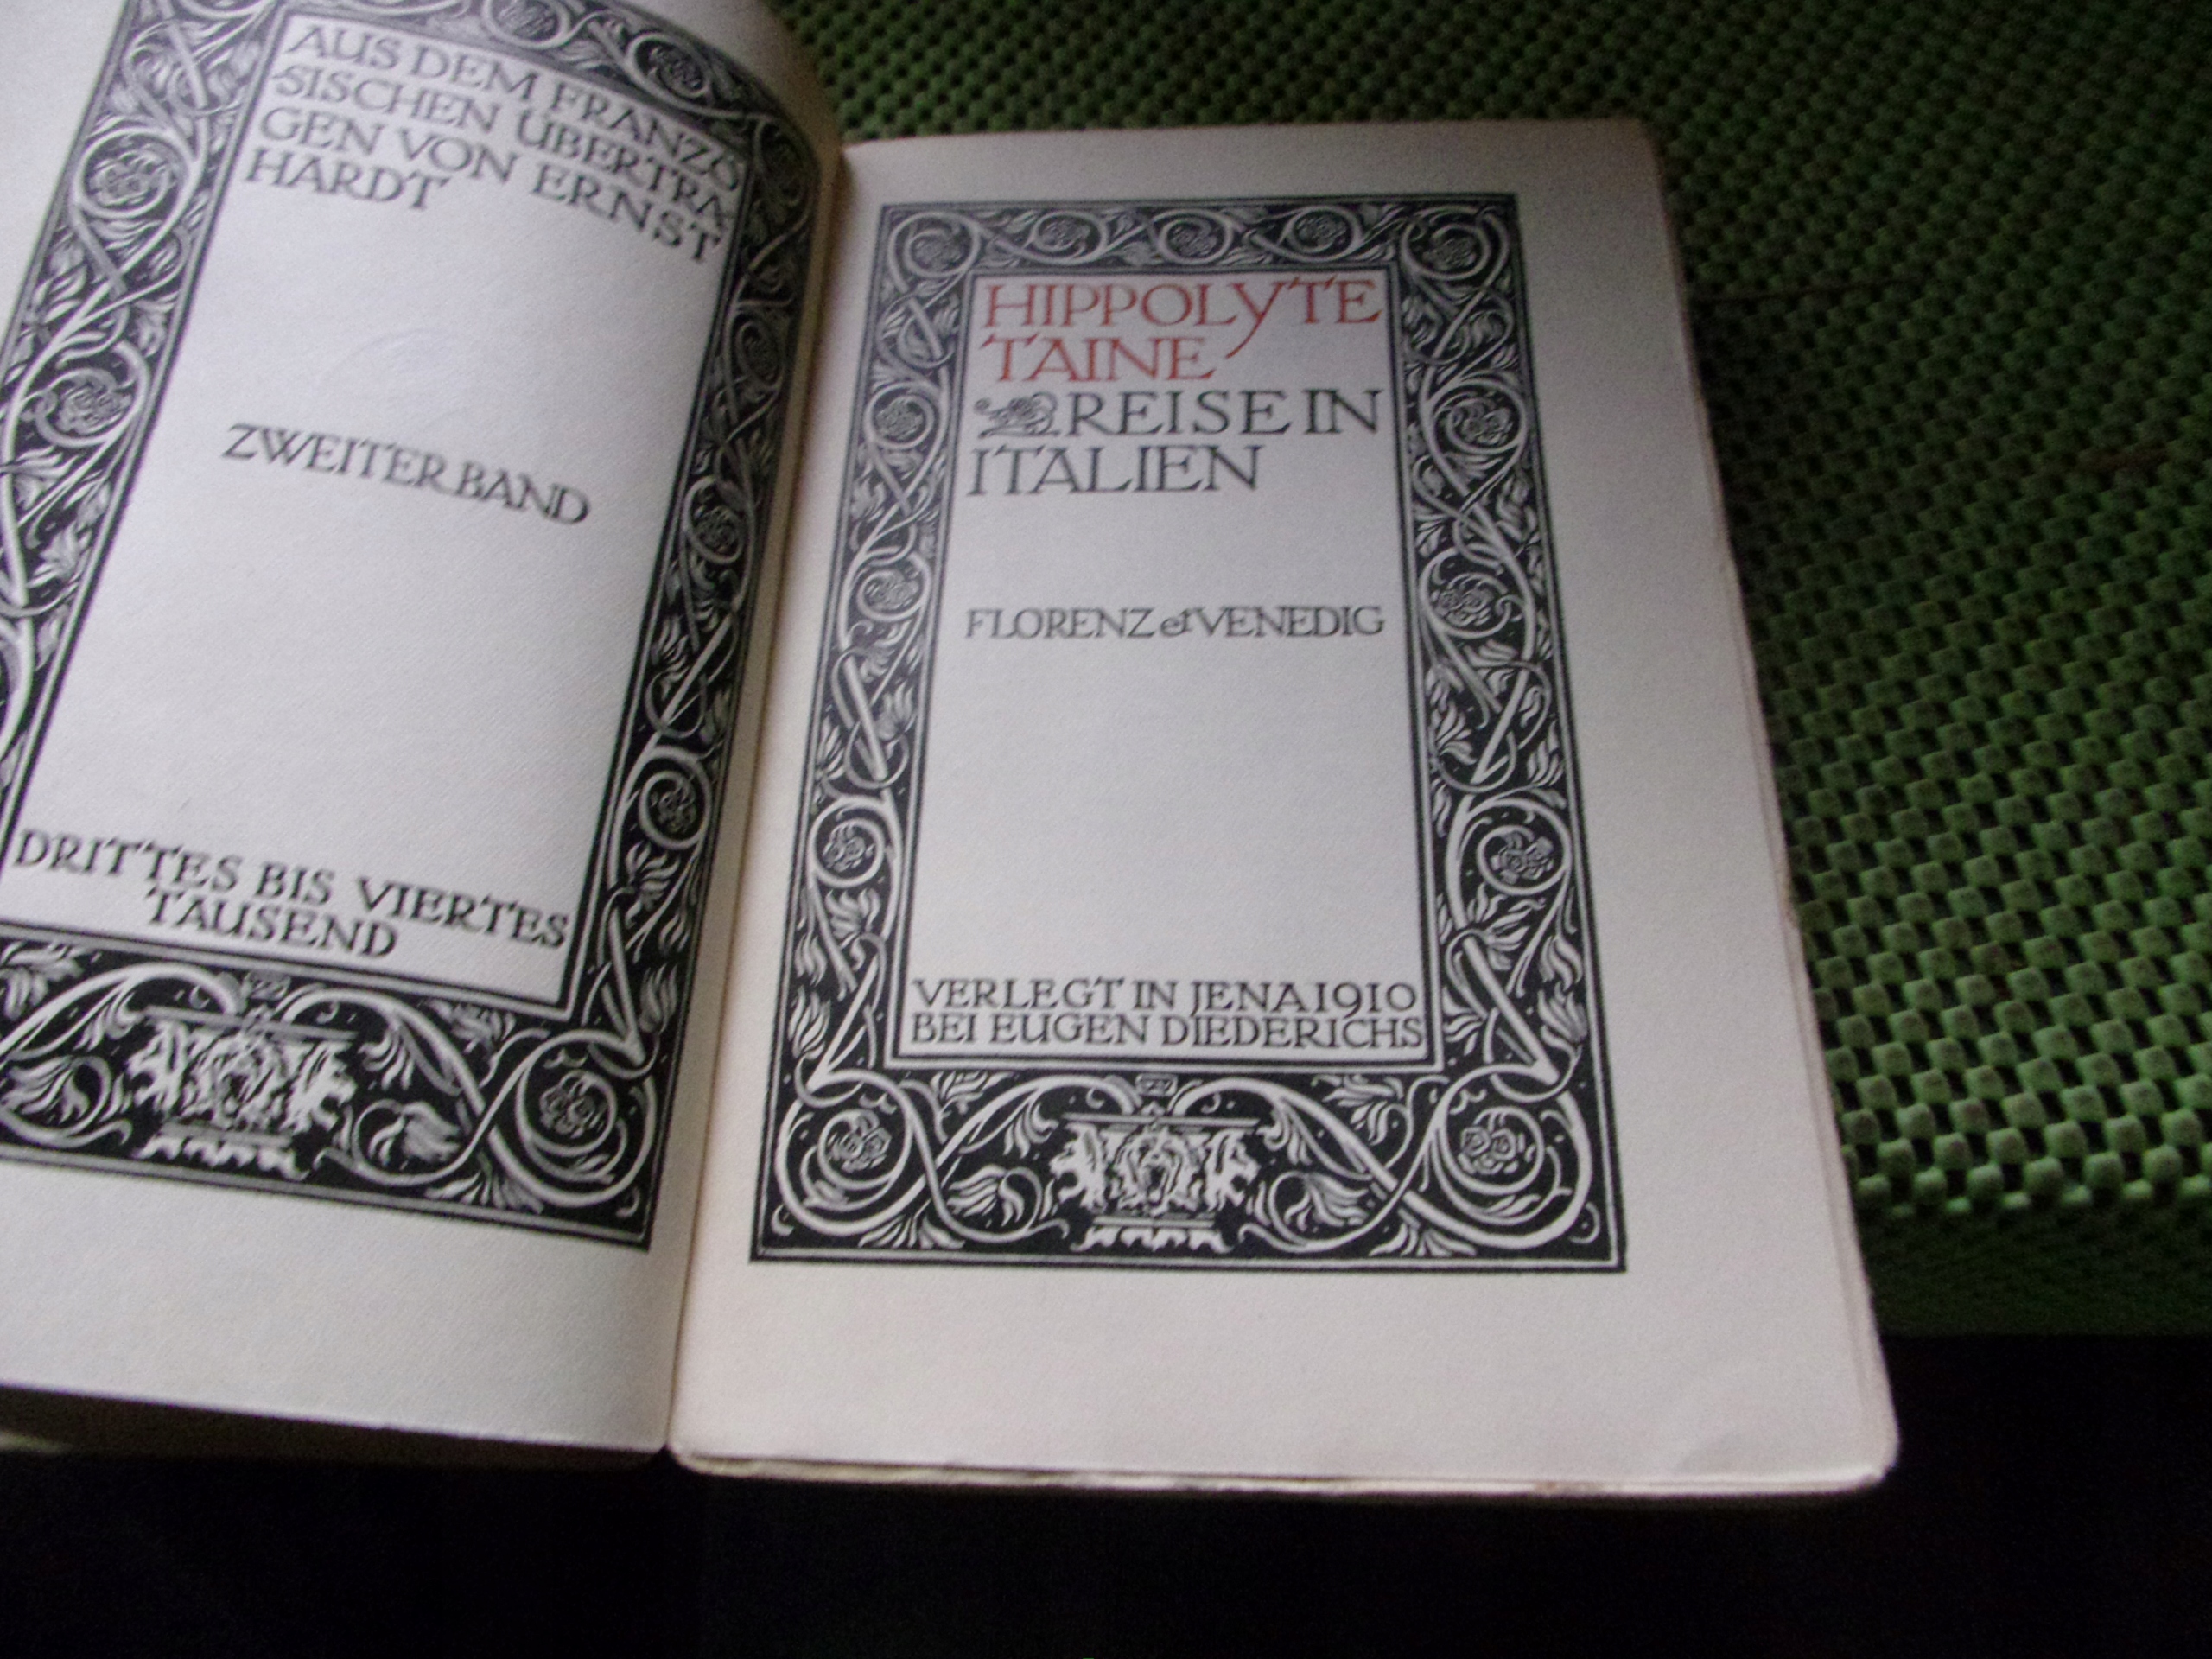 AUS DEM FRANZÖ
SISCHEN ÜBERTRA
GEN VON ERNST
HARDT
ZWEITER BAND
DRITTES BIS VIERTES
TAUSEND
HIPPOLYTE
TAINE
REISE IN
ITALIEN
FLORENZ et VENEDIG
VERLEGT IN JENA 1910
BEI EUGEN DIEDERICHS